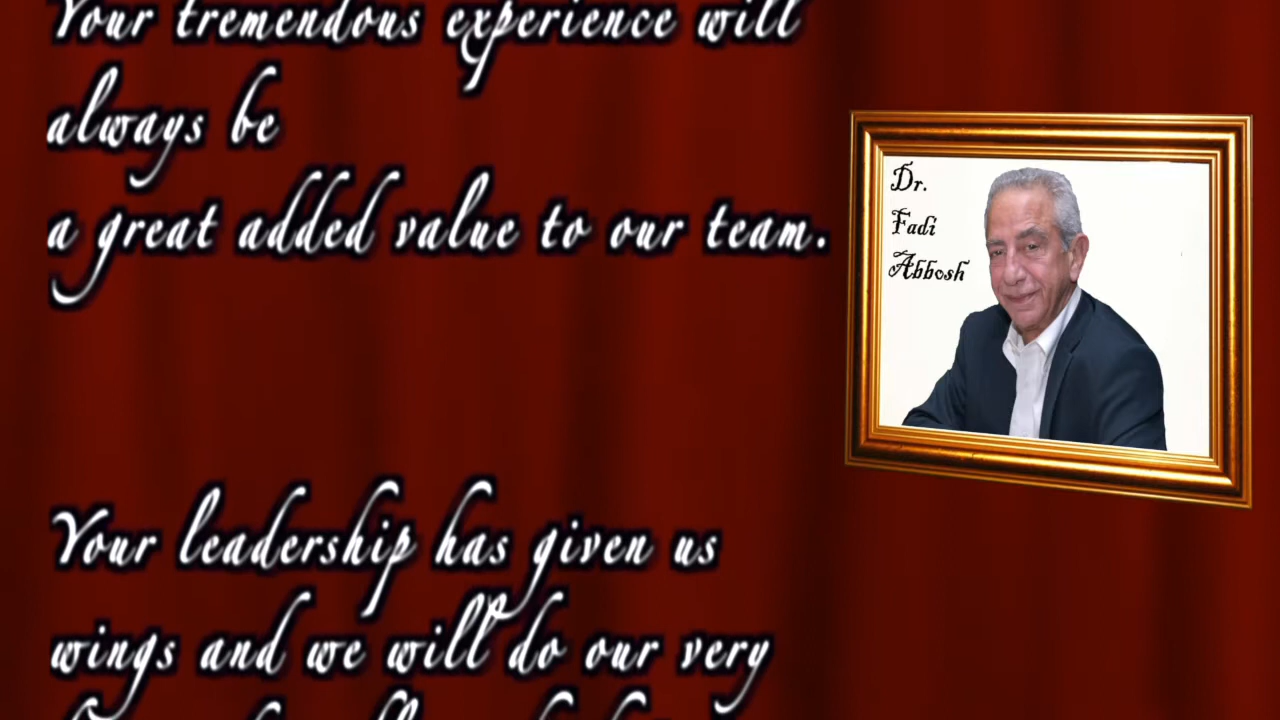 Your tremendous experience will
always be
a great added value to our team.
Dr.
Fadi
Abbosh
Your leadership has given us
wings and we will do our very